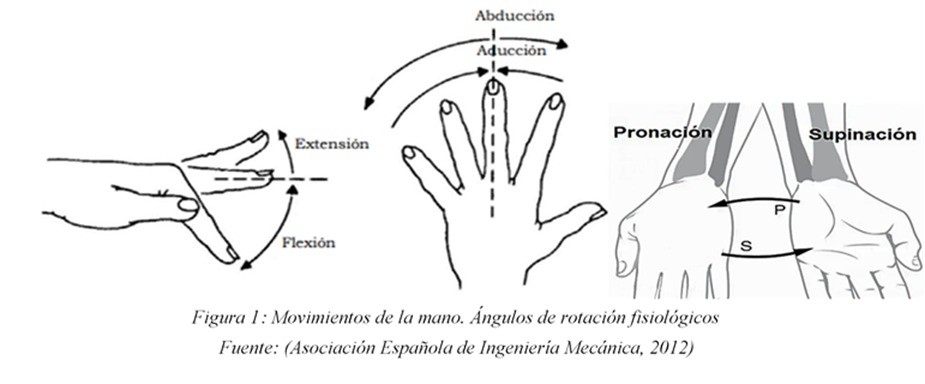 Abducción
Aducción
Extensión
Flexión
Pronación
Supinación
P
S
Figura 1: Movimientos de la mano. Ángulos de rotación fisiológicos
Fuente: (Asociación Española de Ingeniería Mecánica, 2012)